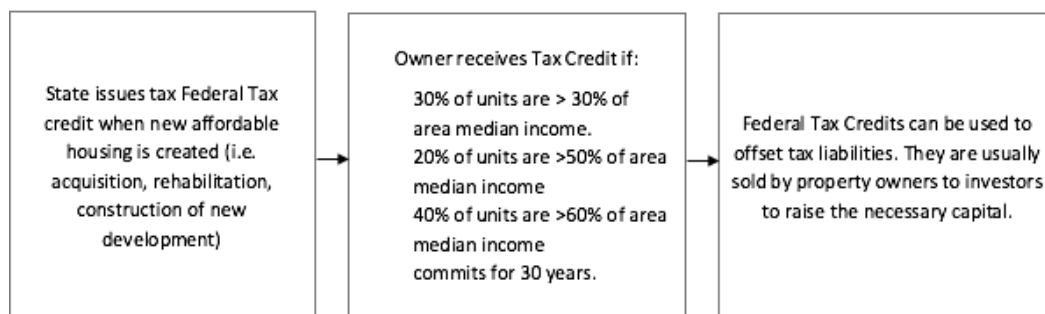 State issues tax Federal Tax
credit when new affordable
housing is created (i.e.
acquisition, rehabilitation,
construction of new
development)
Owner receives Tax Credit if:
30% of units are > 30% of
area median income.
20% of units are >50% of area
median income
40% of units are >60% of area
median income
commits for 30 years.
Federal Tax Credits can be used to
offset tax liabilities. They are usually
sold by property owners to investors
to raise the necessary capital.